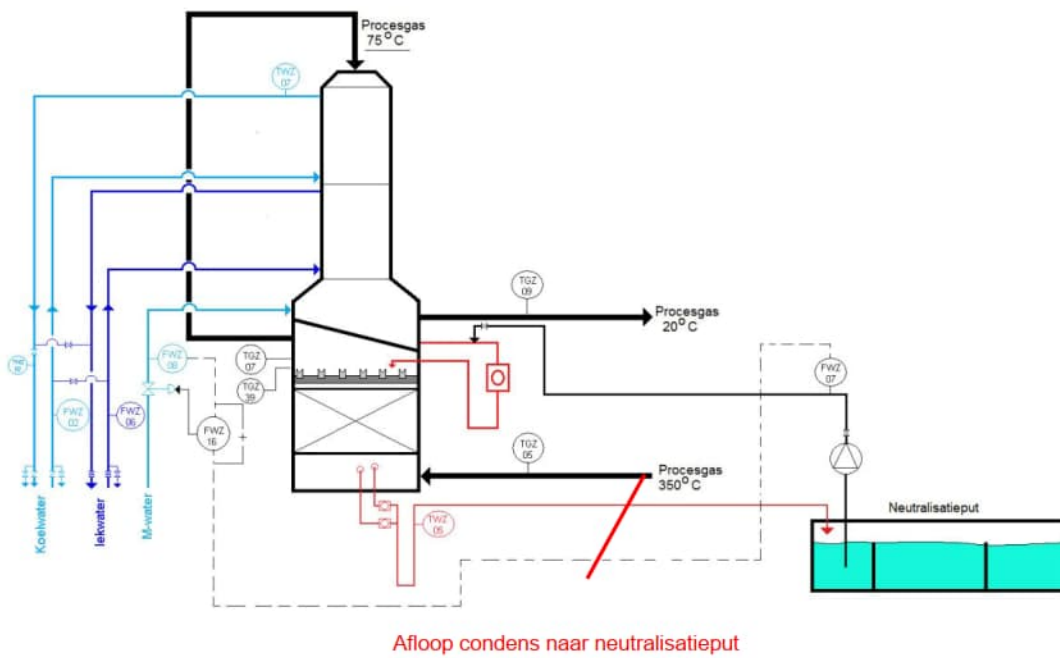 Procesgas
75°C
TWZ
07
TGZ
09
Procesgas
20°C
TGZ
07
TGZ
39
FWZ
08
FWZ
07
FWZ
02
FWZ
06
FWZ
16
TGZ
05
Procesgas
350°C
TWZ
05
Neutralisatieput
Koelwater
lekwater
M-water
Afloop condens naar neutralisatieput